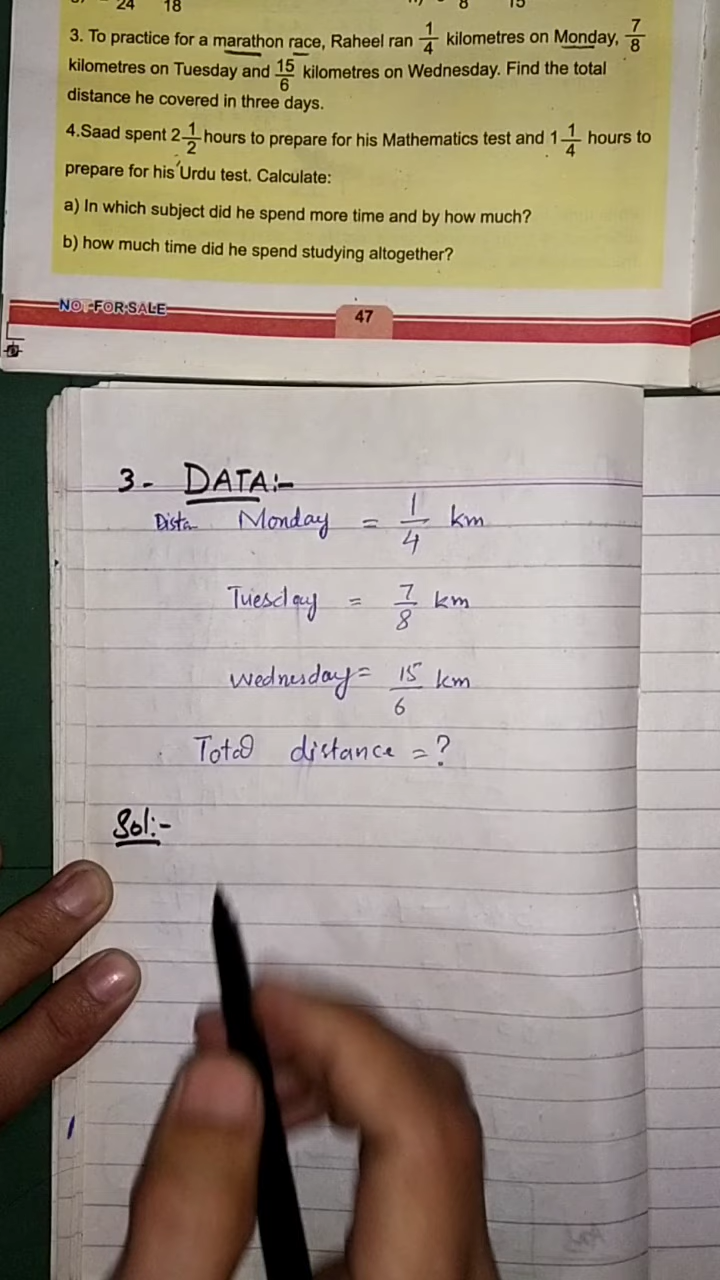 24 18 8 15
3. To practice for a marathon race, Raheel ran 1/4 kilometres on Monday, 7/8
kilometres on Tuesday and 15/6 kilometres on Wednesday. Find the total
distance he covered in three days.
4.Saad spent 2 1/2 hours to prepare for his Mathematics test and 1 1/4 hours to
prepare for his Urdu test. Calculate:
a) In which subject did he spend more time and by how much?
b) how much time did he spend studying altogether?
NOT FOR SALE
47
3- DATA:-
Dista Monday = 1/4 km
Tuesday = 7/8 km
Wednesday = 15/6 km
Total distance = ?
Sol:-